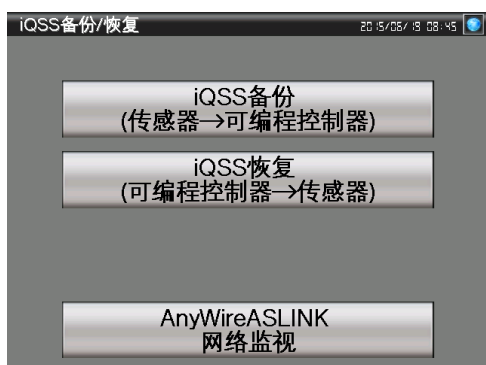 iQSS备份/恢复
2015/06/19 08:45
iQSS备份
(传感器→可编程控制器)
iQSS恢复
(可编程控制器→传感器)
AnyWireASLINK
网络监视